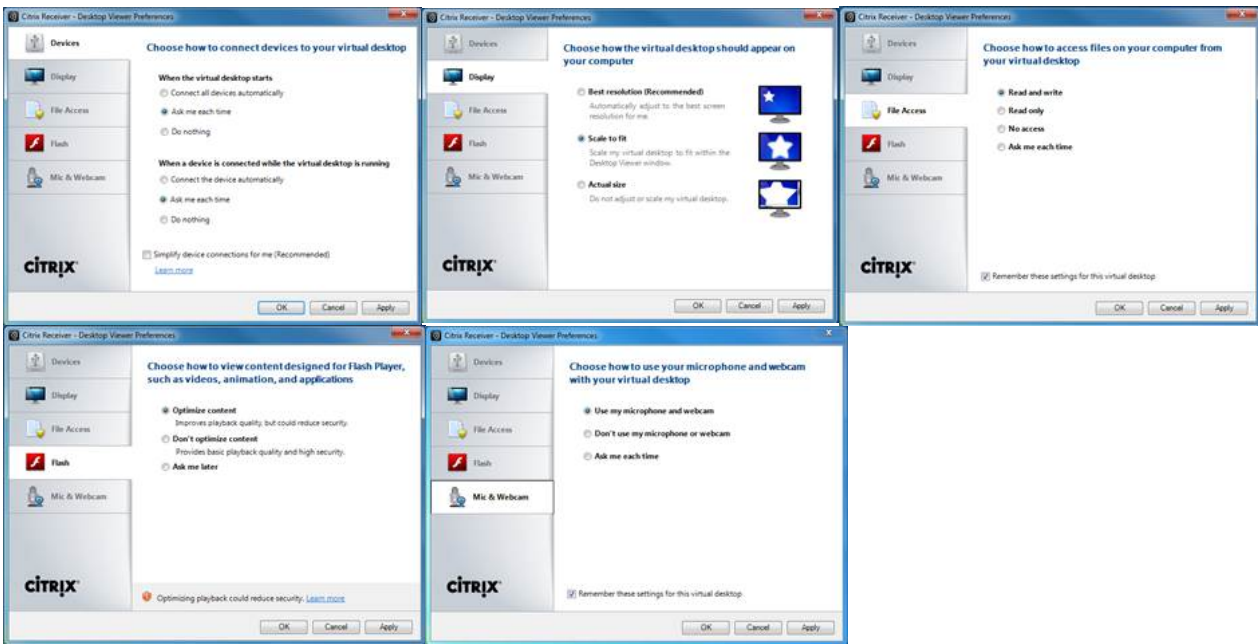 Citrix Receiver - Desktop Viewer Preferences
Devices
Display
File Access
Flash
Mic & Webcam
CİTRIX
Choose how to connect devices to your virtual desktop
When the virtual desktop starts
Connect all devices automatically
Ask me each time
Do nothing
When a device is connected while the virtual desktop is running
Connect the device automatically
Ask me each time
Do nothing
Simplify device connections for me (Recommended)
Learn more
OK Cancel Apply
Citrix Receiver - Desktop Viewer Preferences
Devices
Display
File Access
Flash
Mic & Webcam
CİTRIX
Choose how the virtual desktop should appear on
your computer
Best resolution (Recommended)
Automatically adjust to the best screen
resolution for me.
Scale to fit
Scale my virtual desktop to fit within the
Desktop Viewer window.
Actual size
Do not adjust or scale my virtual desktop.
OK Cancel Apply
Citrix Receiver - Desktop Viewer Preferences
Devices
Display
File Access
Flash
Mic & Webcam
CİTRIX
Choose how to access files on your computer from
your virtual desktop
Read and write
Read only
No access
Ask me each time
Remember these settings for this virtual desktop
OK Cancel Apply
Citrix Receiver - Desktop Viewer Preferences
Devices
Display
File Access
Flash
Mic & Webcam
CİTRIX
Choose how to view content designed for Flash Player,
such as videos, animation, and applications
Optimize content
Improves playback quality, but could reduce security.
Don't optimize content
Provides basic playback quality and high security.
Ask me later
Optimizing playback could reduce security. Learn more
OK Cancel Apply
Citrix Receiver - Desktop Viewer Preferences
Devices
Display
File Access
Flash
Mic & Webcam
CİTRIX
Choose how to use your microphone and webcam
with your virtual desktop
Use my microphone and webcam
Don't use my microphone or webcam
Ask me each time
Remember these settings for this virtual desktop
OK Cancel Apply